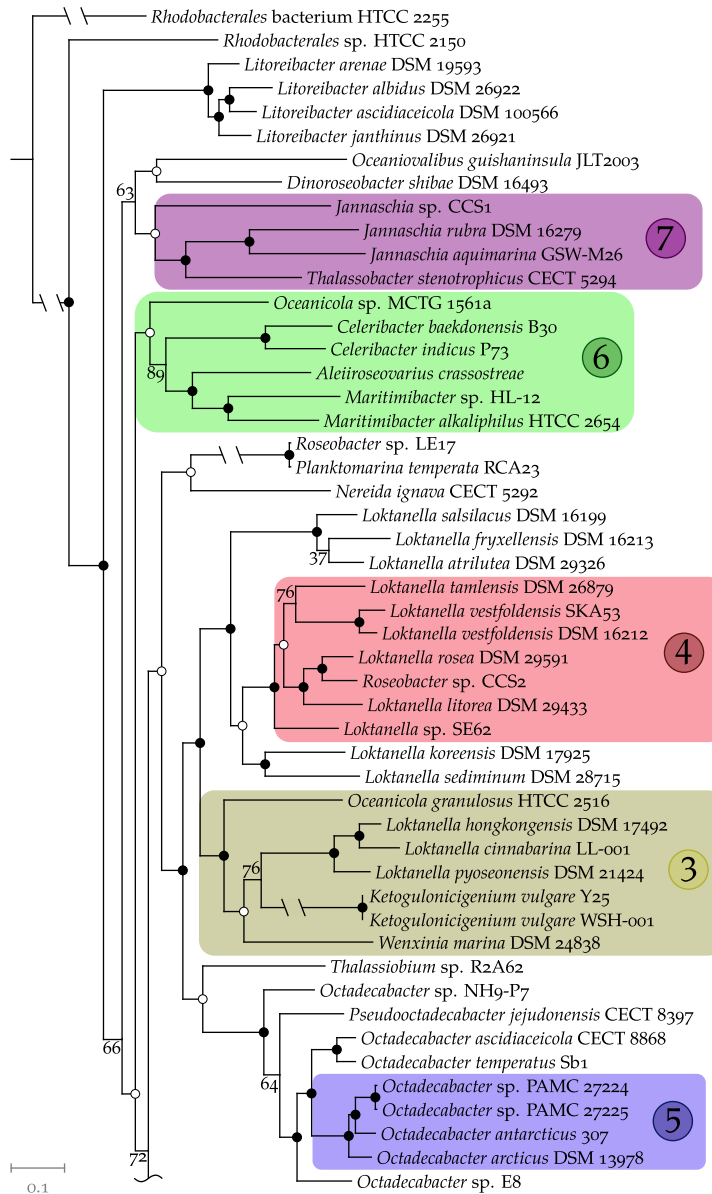 Rhodobacterales bacterium HTCC 2255
Rhodobacterales sp. HTCC 2150
Litoreibacter arenae DSM 19593
Litoreibacter albidus DSM 26922
Litoreibacter ascidiaceicola DSM 100566
Litoreibacter janthinus DSM 26921
Oceaniovalibus guishaninsula JLT2003
63
Dinoroseobacter shibae DSM 16493
Jannaschia sp. CCS1
Jannaschia rubra DSM 16279
7
Jannaschia aquimarina GSW-M26
Thalassobacter stenotrophicus CECT 5294
Oceanicola sp. MCTG 1561a
Celeribacter baekdonensis B30
Celeribacter indicus P73
6
89
Aleiiroseovarius crassostreae
Maritimibacter sp. HL-12
Maritimibacter alkaliphilus HTCC 2654
Roseobacter sp. LE17
Planktomarina temperata RCA23
Nereida ignava CECT 5292
Loktanella salsilacus DSM 16199
Loktanella fryxellensis DSM 16213
37
Loktanella atrilutea DSM 29326
76
Loktanella tamlensis DSM 26879
Loktanella vestfoldensis SKA53
Loktanella vestfoldensis DSM 16212
4
Loktanella rosea DSM 29591
Roseobacter sp. CCS2
Loktanella litorea DSM 29433
Loktanella sp. SE62
Loktanella koreensis DSM 17925
Loktanella sediminum DSM 28715
Oceanicola granulosus HTCC 2516
Loktanella hongkongensis DSM 17492
Loktanella cinnabarina LL-001
76
Loktanella pyoseonensis DSM 21424
3
Ketogulonicigenium vulgare Y25
Ketogulonicigenium vulgare WSH-001
Wenxinia marina DSM 24838
Thalassiobium sp. R2A62
Octadecabacter sp. NH9-P7
Pseudooctadecabacter jejudonensis CECT 8397
Octadecabacter ascidiaceicola CECT 8868
66
Octadecabacter temperatus Sb1
64
Octadecabacter sp. PAMC 27224
Octadecabacter sp. PAMC 27225
5
Octadecabacter antarcticus 307
72
Octadecabacter arcticus DSM 13978
Octadecabacter sp. E8
0.1